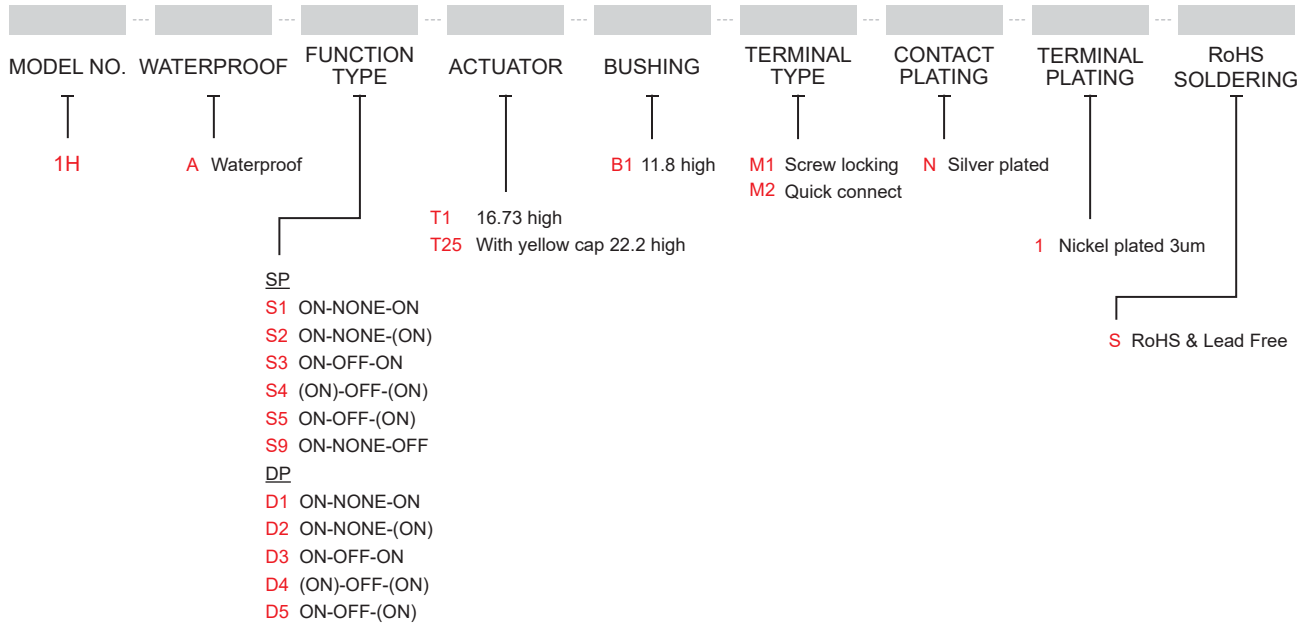 MODEL NO.
WATERPROOF
FUNCTION
TYPE
ACTUATOR
BUSHING
TERMINAL
TYPE
CONTACT
PLATING
TERMINAL
PLATING
RoHS
SOLDERING
1H
A Waterproof
B1 11.8 high
M1 Screw locking
M2 Quick connect
N Silver plated
T1 16.73 high
T25 With yellow cap 22.2 high
1 Nickel plated 3um
S RoHS & Lead Free
SP
S1 ON-NONE-ON
S2 ON-NONE-(ON)
S3 ON-OFF-ON
S4 (ON)-OFF-(ON)
S5 ON-OFF-(ON)
S9 ON-NONE-OFF
DP
D1 ON-NONE-ON
D2 ON-NONE-(ON)
D3 ON-OFF-ON
D4 (ON)-OFF-(ON)
D5 ON-OFF-(ON)